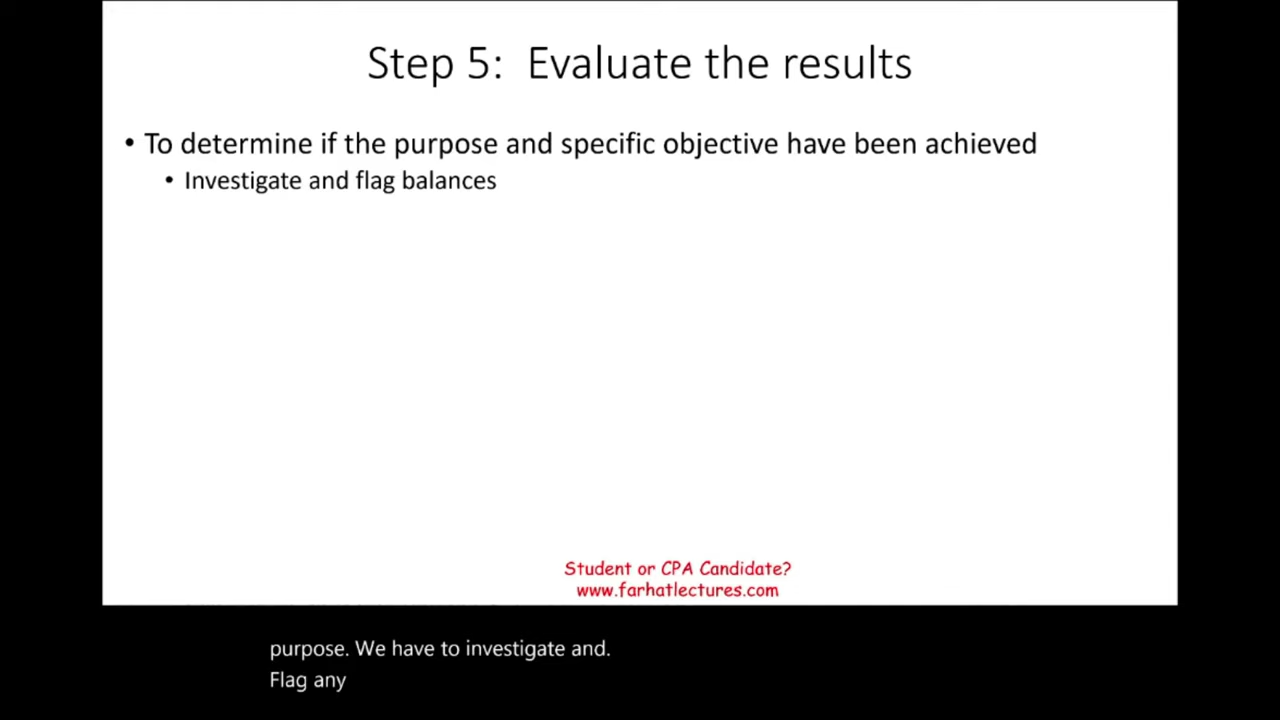 Step 5: Evaluate the results
• To determine if the purpose and specific objective have been achieved
• Investigate and flag balances
Student or CPA Candidate?
www.farhatlectures.com
purpose. We have to investigate and.
Flag any